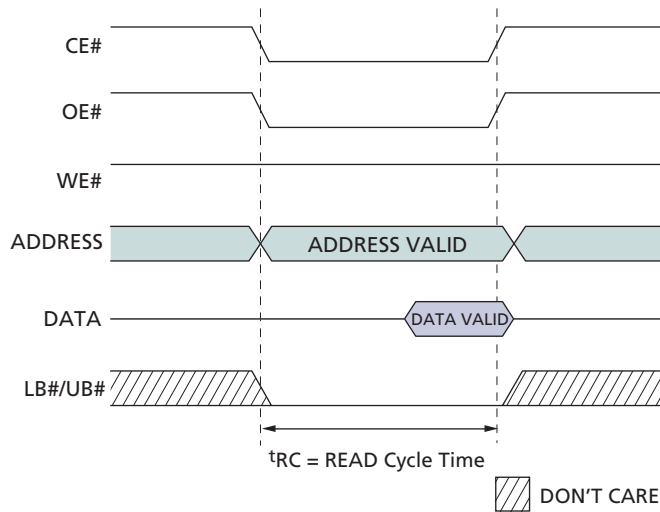 CE#
OE#
WE#
ADDRESS
ADDRESS VALID
DATA
DATA VALID
LB#/UB#
tRC = READ Cycle Time
DON'T CARE